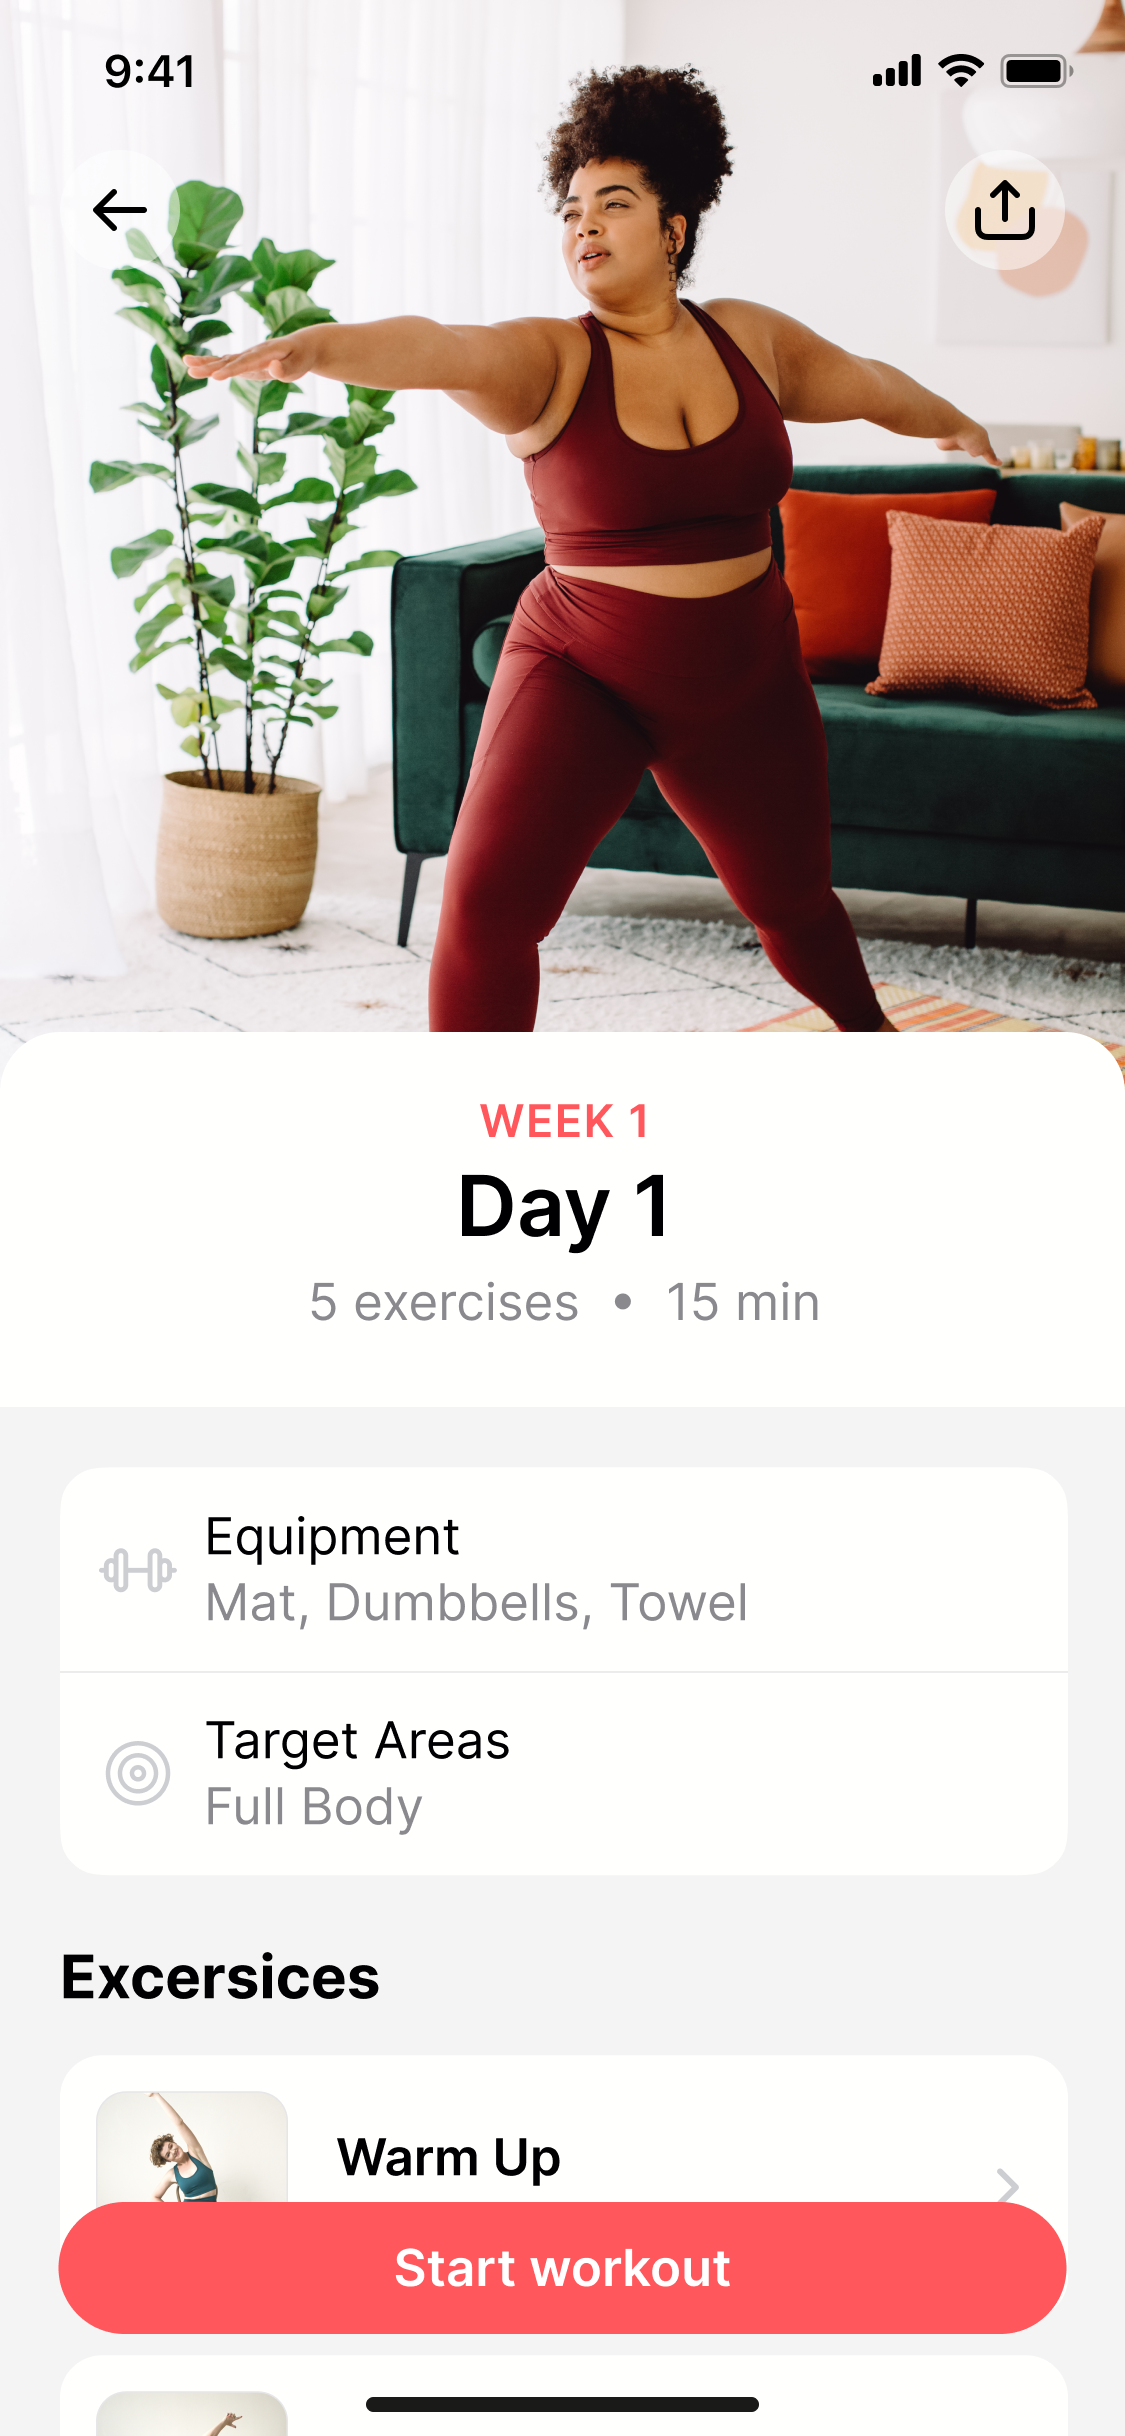 9:41
WEEK 1
Day 1
5 exercises • 15 min
Equipment
Mat, Dumbbells, Towel
Target Areas
Full Body
Excersices
Warm Up
Start workout